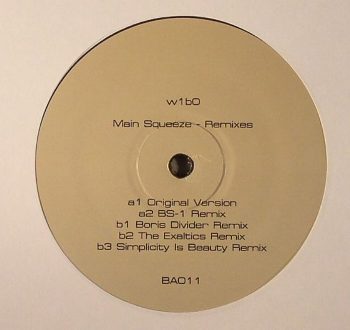 w1b0
Main Squeeze - Remixes
a1 Original Version
a2 BS-1 Remix
b1 Boris Divider Remix
b2 The Exaltics Remix
b3 Simplicity Is Beauty Remix
BA011